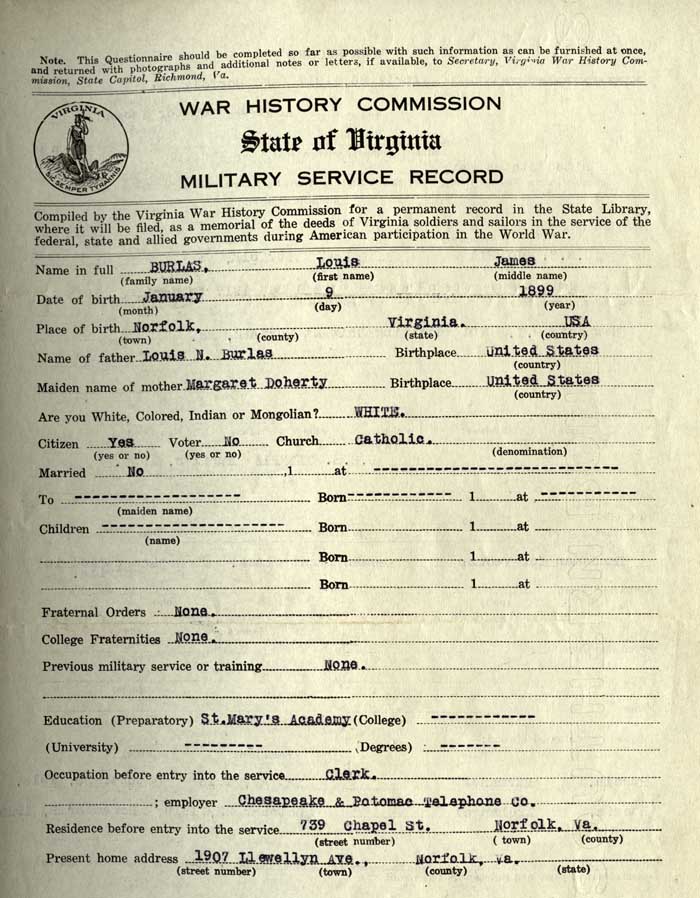 Note. This Questionnaire should be completed so far as possible with such information as can be furnished at once,
and returned with photographs and additional notes or letters, if available, to Secretary, Virginia War History Com-
mission, State Capitol, Richmond, Va.
VIRGINIA
SIC SEMPER TYRANNIS
WAR HISTORY COMMISSION
State of Virginia
MILITARY SERVICE RECORD
Compiled by the Virginia War History Commission for a permanent record in the State Library,
where it will be filed, as a memorial of the deeds of Virginia soldiers and sailors in the service of the
federal, state and allied governments during American participation in the World War.
Name in full BURLAS, Louis James
(family name) (first name) (middle name)
Date of birth January 9 1899
(month) (day) (year)
Place of birth Norfolk, Virginia. USA
(town) (county) (state) (country)
Name of father Louis N. Burlas Birthplace United States
(country)
Maiden name of mother Margaret Doherty Birthplace United States
(country)
Are you White, Colored, Indian or Mongolian? WHITE.
Citizen Yes Voter No Church Catholic.
(yes or no) (yes or no) (denomination)
Married No ,1 at ----------------------------
To ------------------- Born ------------ 1 at -----------
(maiden name)
Children --------------------- Born 1 at
(name)
Born 1 at
Born 1 at
Fraternal Orders None.
College Fraternities None.
Previous military service or training None.
Education (Preparatory) St.Mary's Academy (College) ------------
(University) --------- (Degrees) -------
Occupation before entry into the service Clerk.
; employer Chesapeake & Potomac Telephone Co.
Residence before entry into the service 739 Chapel St. Norfolk, Va.
(street number) (town) (county)
Present home address 1907 Llewellyn Ave., Norfolk, Va.
(street number) (town) (county) (state)